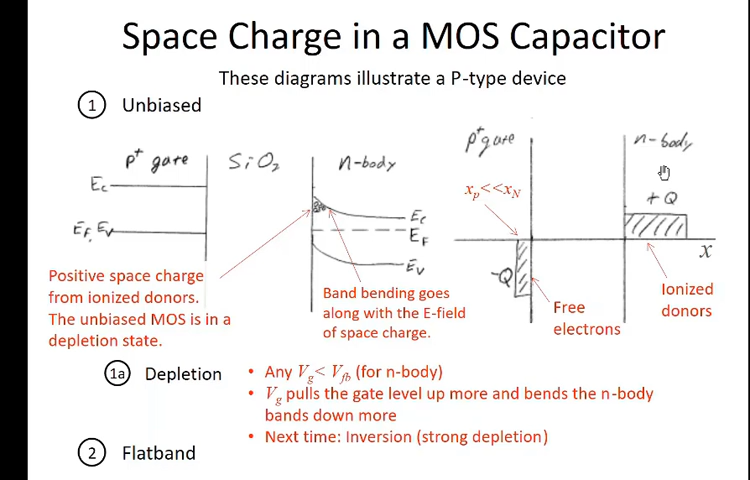 Space Charge in a MOS Capacitor
These diagrams illustrate a P-type device
1 Unbiased
p+ gate
SiO2
n-body
Ec
EF, EV
Ec
EF
EV
Positive space charge
from ionized donors.
The unbiased MOS is in a
depletion state.
Band bending goes
along with the E-field
of space charge.
p+ gate
n-body
xp<<xN
+Q
-Q
x
Free
electrons
Ionized
donors
1a Depletion
• Any Vg< Vfb (for n-body)
• Vg pulls the gate level up more and bends the n-body
bands down more
• Next time: Inversion (strong depletion)
2 Flatband